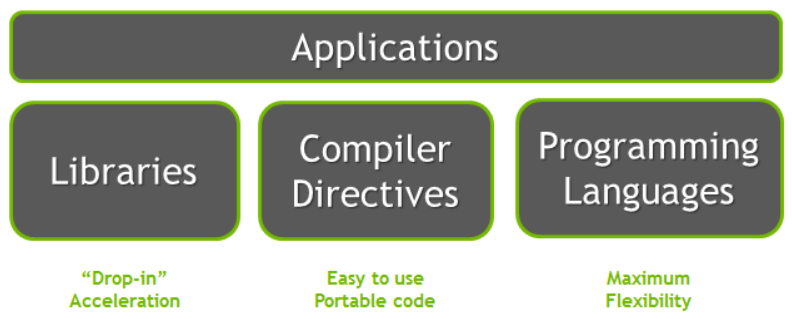 Applications
Libraries
Compiler
Directives
Programming
Languages
“Drop-in”
Acceleration
Easy to use
Portable code
Maximum
Flexibility